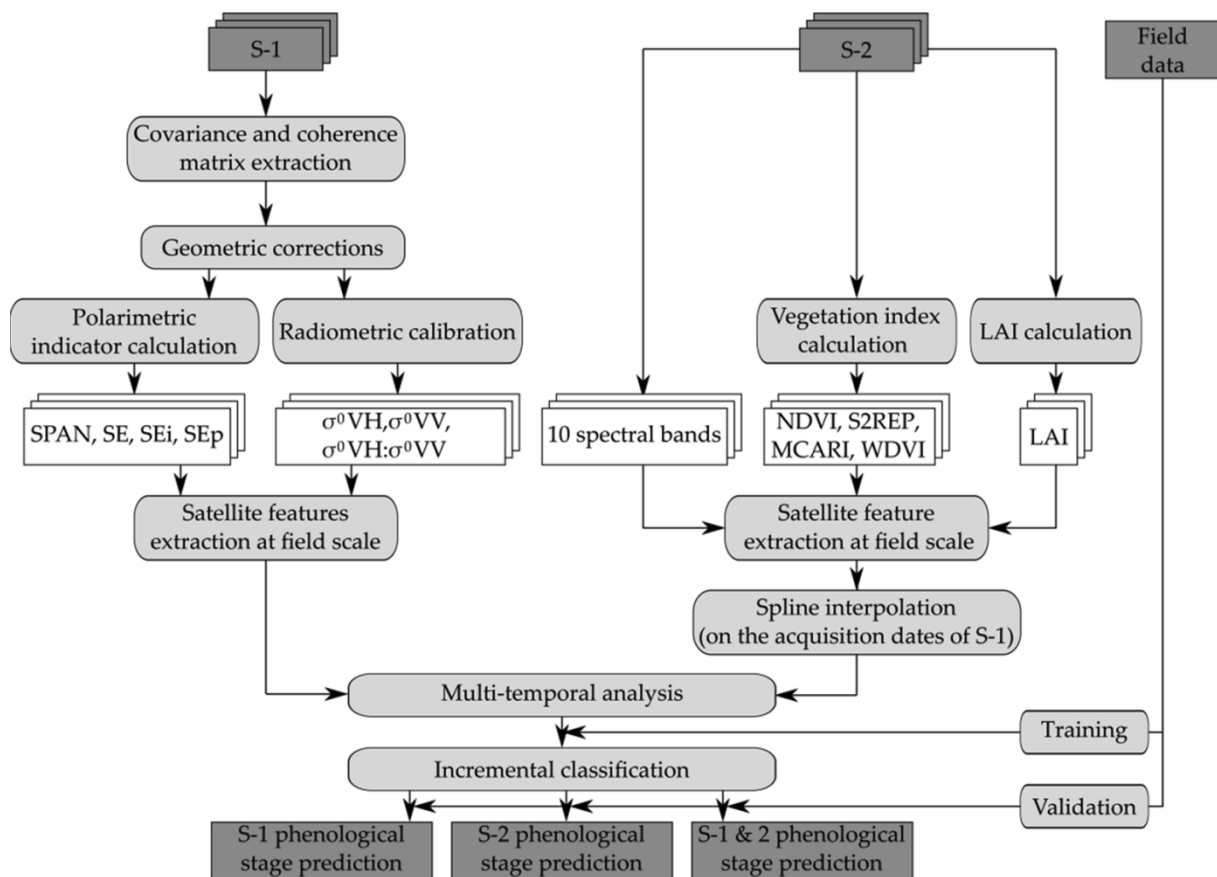 S-1
S-2
Field
data
Covariance and coherence
matrix extraction
Geometric corrections
Polarimetric
indicator calculation
Radiometric calibration
Vegetation index
calculation
LAI calculation
SPAN, SE, SEi, SEp
σ⁰VH,σ⁰VV,
σ⁰VH:σ⁰VV
10 spectral bands
NDVI, S2REP,
MCARI, WDVI
LAI
Satellite features
extraction at field scale
Satellite feature
extraction at field scale
Spline interpolation
(on the acquisition dates of S-1)
Multi-temporal analysis
Training
Incremental classification
Validation
S-1 phenological
stage prediction
S-2 phenological
stage prediction
S-1 & 2 phenological
stage prediction